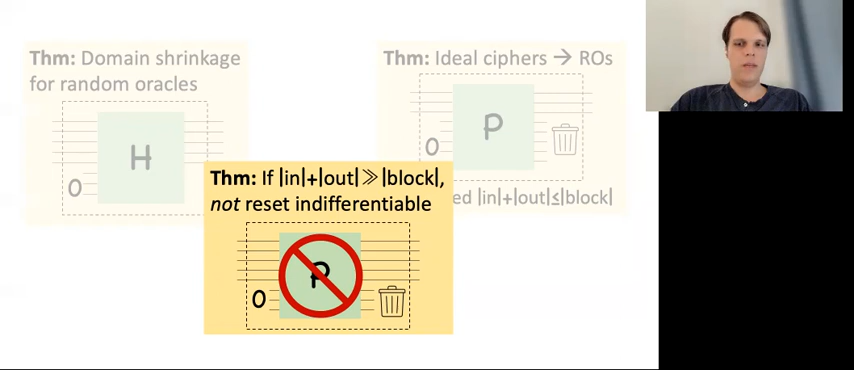 Thm: Domain shrinkage
for random oracles
H
0
Thm: Ideal ciphers → ROs
P
0
ed |in|+|out|≤|block|
Thm: If |in|+|out|≫|block|,
not reset indifferentiable
P
0